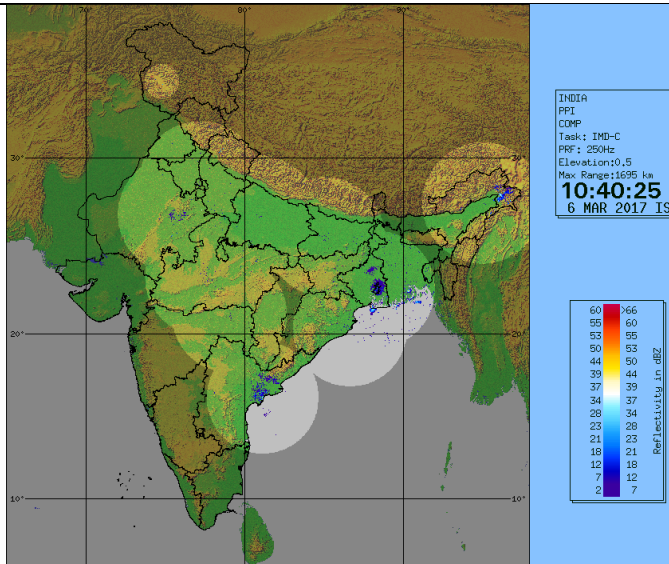 70° 80° 90°
30° 30°
20° 20°
10° 10°
INDIA
PPI
COMP
Task: IMD-C
PRF: 250Hz
Elevation:0.5
Max Range:1695 km
10:40:25
6 MAR 2017 IS
60 >66
55 60
53 55
50 53
44 50
39 44
37 39
34 37
28 34
23 28
21 23
18 21
12 18
7 12
2 7
Reflectivity in dBZ